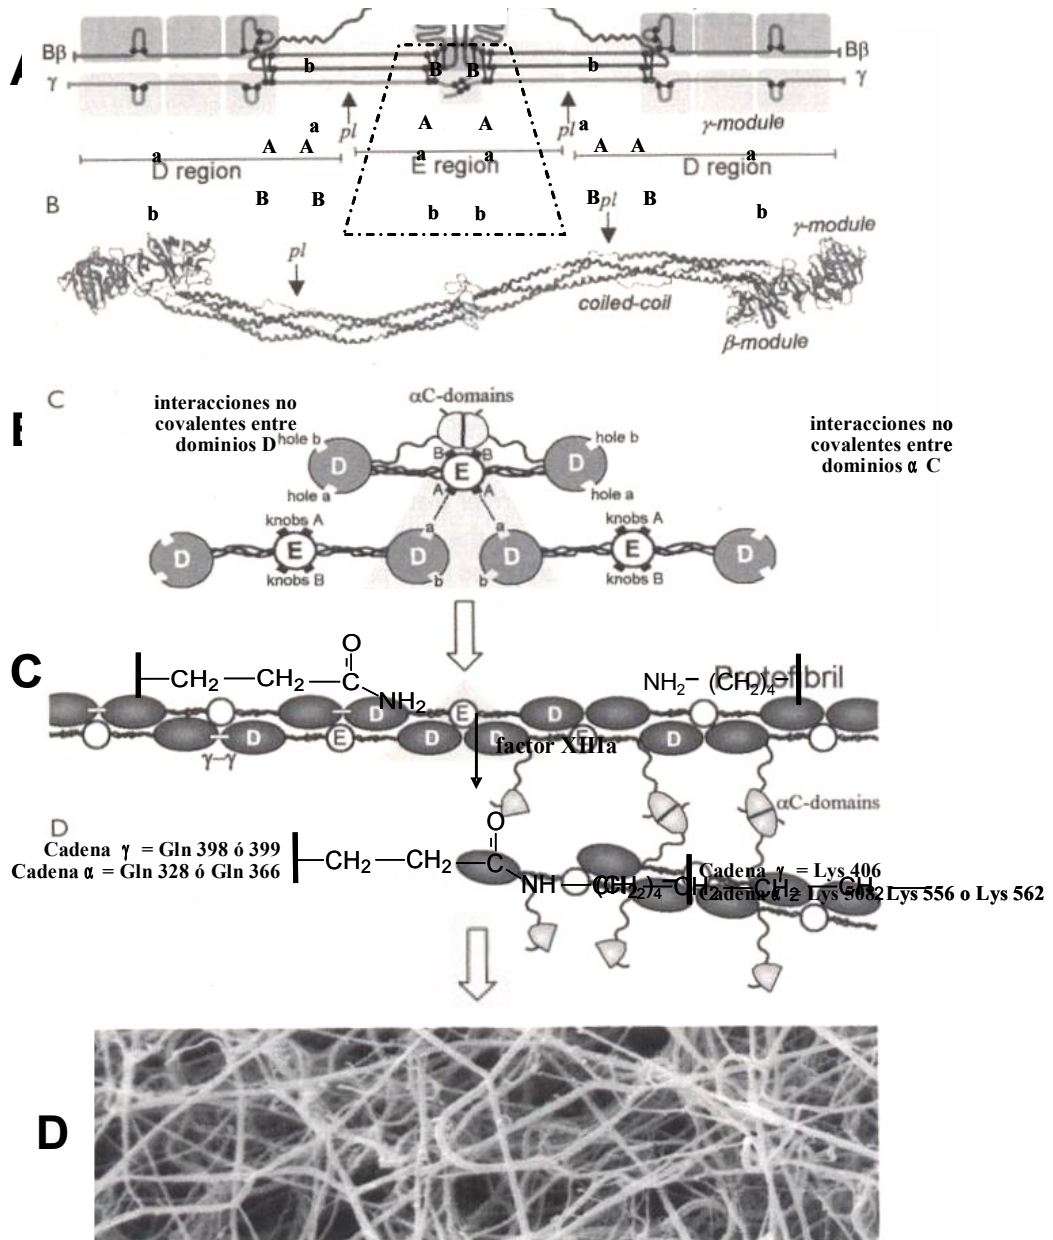 Bβ
Bβ
b
B
B
b
γ
γ
A
a
pl
A
A
pl
a
γ-module
A
A
a
D region
a
E region
a
A
A
a
D region
B
b
B
B
b
b
B
pl
B
b
γ-module
pl
coiled-coil
β-module
C
interacciones no
covalentes entre
dominios D
αC-domains
interacciones no
covalentes entre
dominios α C
hole b
hole b
D
B
B
E
D
hole a
A
A
hole a
knobs A
a
a
knobs A
D
E
D
D
E
D
knobs B
b
b
knobs B
C
O
CH2
CH2
C
NH2
NH2
(CH2)4
Protofibril
D
E
D
γ-γ
D
E
D
D
E
D
factor XIIIa
αC-domains
D
O
Cadena γ = Gln 398 ó 399
Cadena α = Gln 328 ó Gln 366
CH2
CH2
C
NH
Cadena γ = Lys 406
Cadena α = Lys 508
Lys 556 o Lys 562
D